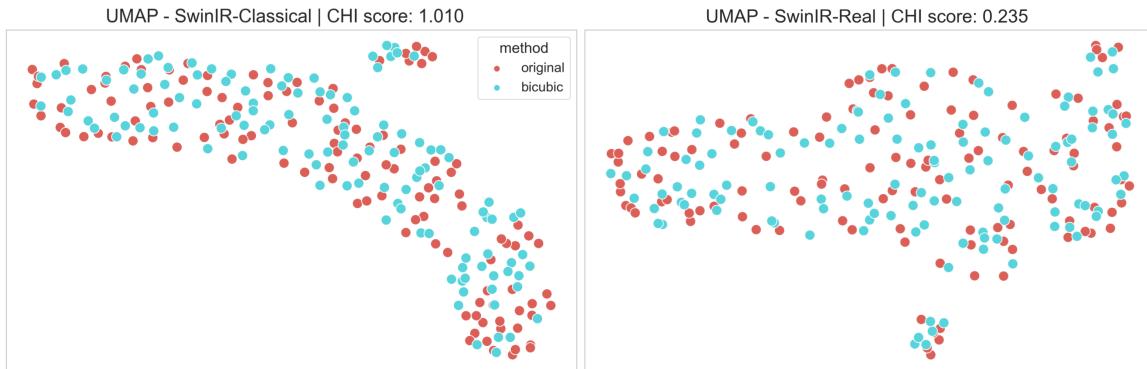 UMAP - SwinIR-Classical | CHI score: 1.010
method
original
bicubic
UMAP - SwinIR-Real | CHI score: 0.235